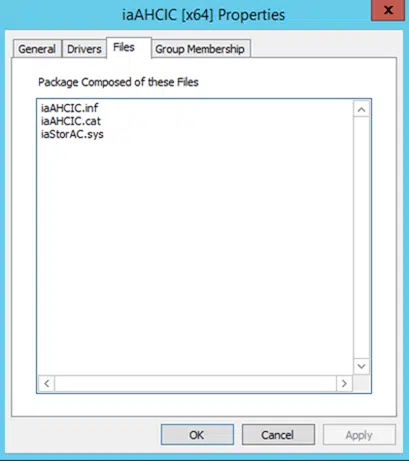 iaAHCIC [x64] Properties
x
General Drivers Files Group Membership
Package Composed of these Files
iaAHCIC.inf
iaAHCIC.cat
iaStorAC.sys
OK Cancel Apply